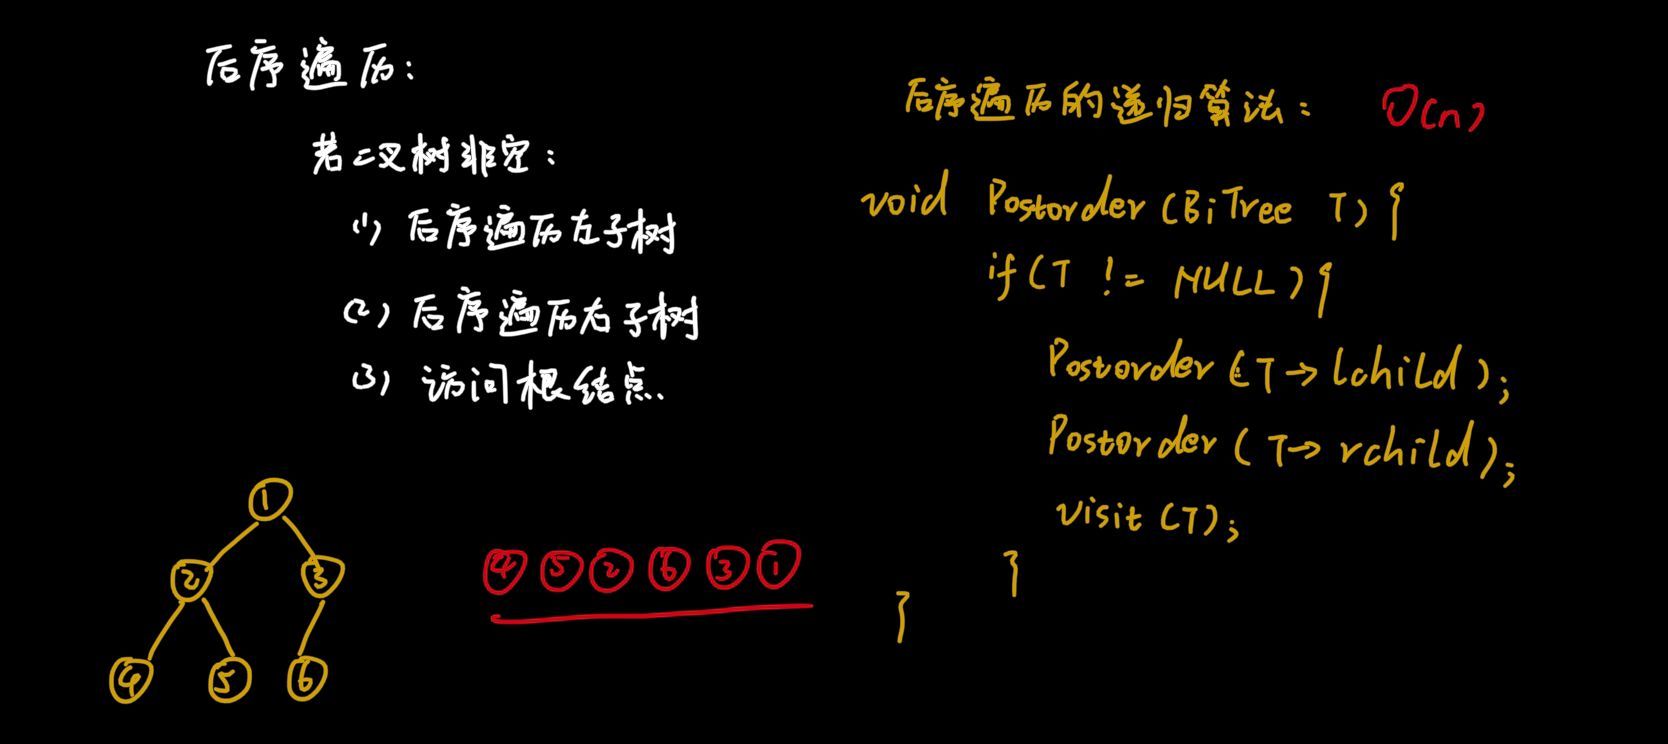 后序遍历:
若二叉树非空:
(1) 后序遍历左子树
(2) 后序遍历右子树
(3) 访问根结点.
1
2 3
4 5 6
4 5 2 6 3 1
后序遍历的递归算法: O(n)
void Postorder (BiTree T) {
if (T != NULL) {
Postorder (T→lchild);
Postorder (T→rchild);
visit (T);
}
}